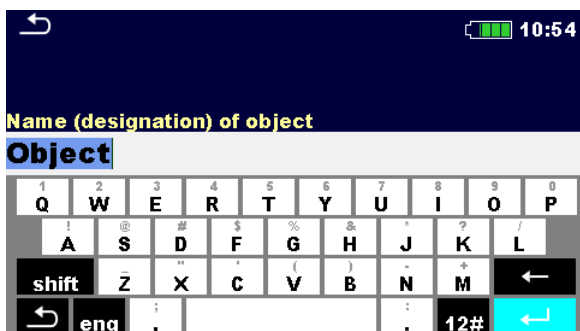 10:54
Name (designation) of object
Object
1 2 3 4 5 6 7 8 9 0
Q W E R T Y U I O P
! @ # $ % & * ? /
A S D F G H J K L
_ " ' ( ) - +
shift Z X C V B N M
; :
eng . . 12#